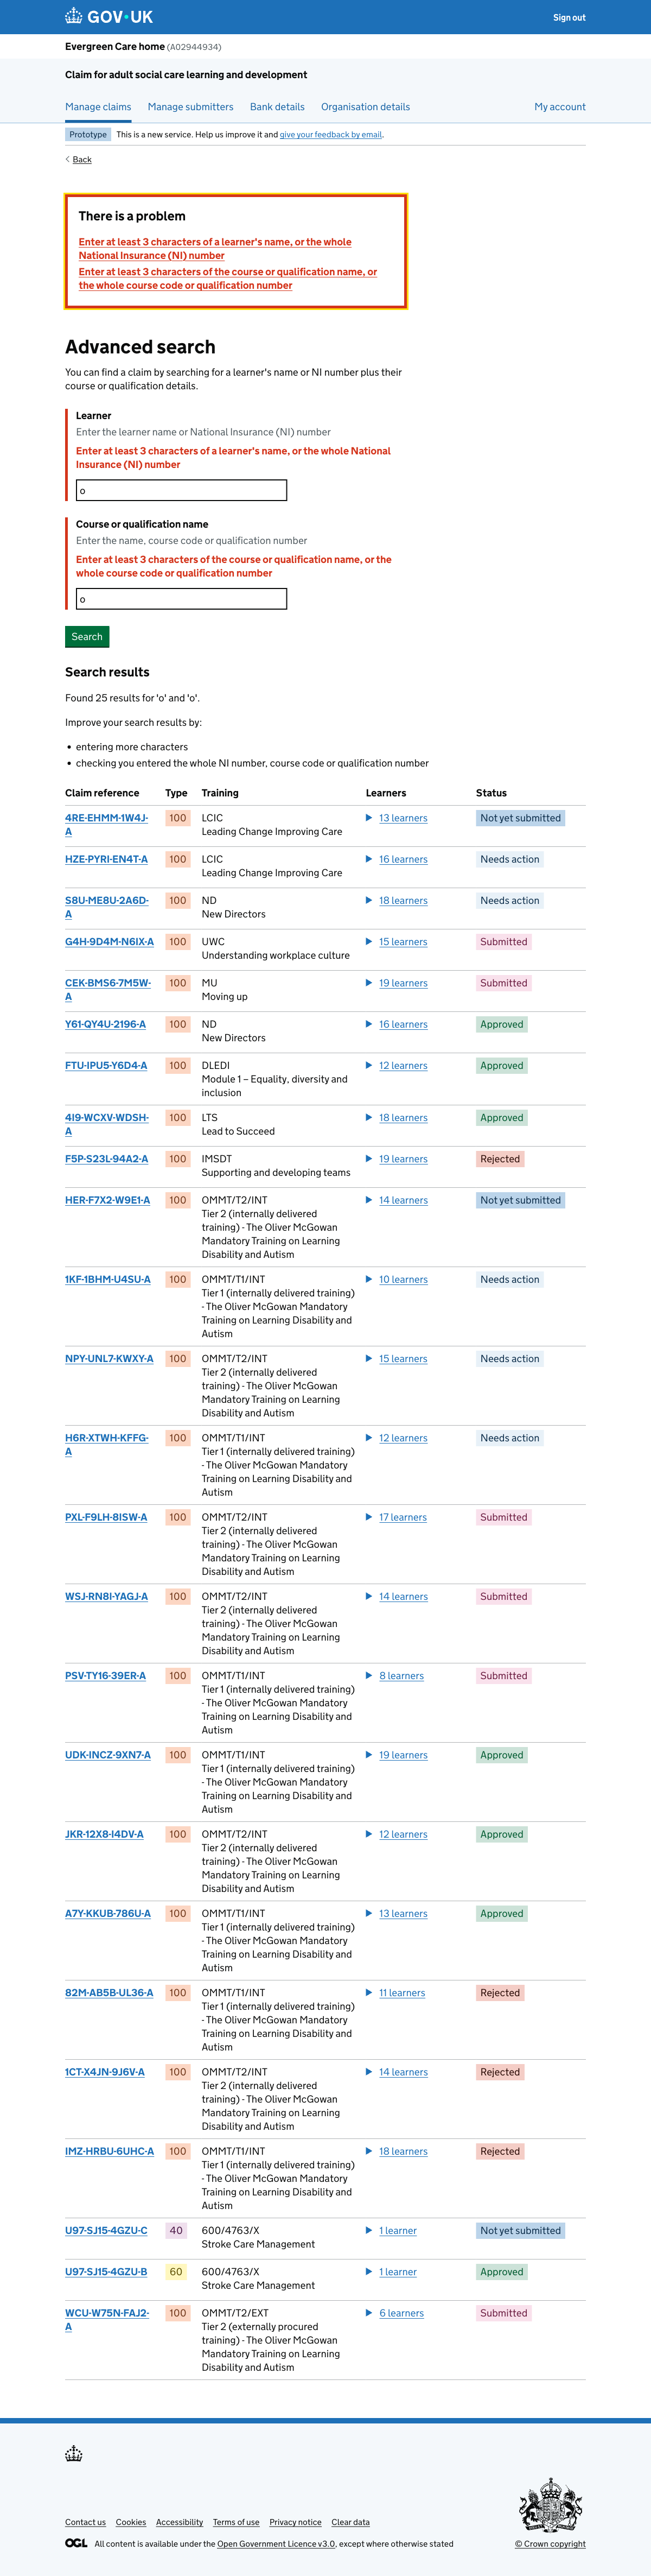 GOV.UK
Sign out
Evergreen Care home (A02944934)
Claim for adult social care learning and development
Manage claims Manage submitters Bank details Organisation details My account
Prototype This is a new service. Help us improve it and give your feedback by email.
Back
There is a problem
Enter at least 3 characters of a learner's name, or the whole
National Insurance (NI) number
Enter at least 3 characters of the course or qualification name, or
the whole course code or qualification number
Advanced search
You can find a claim by searching for a learner's name or NI number plus their
course or qualification details.
Learner
Enter the learner name or National Insurance (NI) number
Enter at least 3 characters of a learner's name, or the whole National
Insurance (NI) number
o
Course or qualification name
Enter the name, course code or qualification number
Enter at least 3 characters of the course or qualification name, or the
whole course code or qualification number
o
Search
Search results
Found 25 results for 'o' and 'o'.
Improve your search results by:
• entering more characters
• checking you entered the whole NI number, course code or qualification number
Claim reference Type Training Learners Status
4RE-EHMM-1W4J- 100 LCIC 13 learners Not yet submitted
A Leading Change Improving Care
HZE-PYRI-EN4T-A 100 LCIC 16 learners Needs action
Leading Change Improving Care
S8U-ME8U-2A6D- 100 ND 18 learners Needs action
A New Directors
G4H-9D4M-N6IX-A 100 UWC 15 learners Submitted
Understanding workplace culture
CEK-BMS6-7M5W- 100 MU 19 learners Submitted
A Moving up
Y61-QY4U-2196-A 100 ND 16 learners Approved
New Directors
FTU-IPU5-Y6D4-A 100 DLEDI 12 learners Approved
Module 1 – Equality, diversity and
inclusion
4I9-WCXV-WDSH- 100 LTS 18 learners Approved
A Lead to Succeed
F5P-S23L-94A2-A 100 IMSDT 19 learners Rejected
Supporting and developing teams
HER-F7X2-W9E1-A 100 OMMT/T2/INT 14 learners Not yet submitted
Tier 2 (internally delivered
training) - The Oliver McGowan
Mandatory Training on Learning
Disability and Autism
1KF-1BHM-U4SU-A 100 OMMT/T1/INT 10 learners Needs action
Tier 1 (internally delivered training)
- The Oliver McGowan Mandatory
Training on Learning Disability and
Autism
NPY-UNL7-KWXY-A 100 OMMT/T2/INT 15 learners Needs action
Tier 2 (internally delivered
training) - The Oliver McGowan
Mandatory Training on Learning
Disability and Autism
H6R-XTWH-KFFG- 100 OMMT/T1/INT 12 learners Needs action
A Tier 1 (internally delivered training)
- The Oliver McGowan Mandatory
Training on Learning Disability and
Autism
PXL-F9LH-8ISW-A 100 OMMT/T2/INT 17 learners Submitted
Tier 2 (internally delivered
training) - The Oliver McGowan
Mandatory Training on Learning
Disability and Autism
WSJ-RN8I-YAGJ-A 100 OMMT/T2/INT 14 learners Submitted
Tier 2 (internally delivered
training) - The Oliver McGowan
Mandatory Training on Learning
Disability and Autism
PSV-TY16-39ER-A 100 OMMT/T1/INT 8 learners Submitted
Tier 1 (internally delivered training)
- The Oliver McGowan Mandatory
Training on Learning Disability and
Autism
UDK-INCZ-9XN7-A 100 OMMT/T1/INT 19 learners Approved
Tier 1 (internally delivered training)
- The Oliver McGowan Mandatory
Training on Learning Disability and
Autism
JKR-12X8-I4DV-A 100 OMMT/T2/INT 12 learners Approved
Tier 2 (internally delivered
training) - The Oliver McGowan
Mandatory Training on Learning
Disability and Autism
A7Y-KKUB-786U-A 100 OMMT/T1/INT 13 learners Approved
Tier 1 (internally delivered training)
- The Oliver McGowan Mandatory
Training on Learning Disability and
Autism
82M-AB5B-UL36-A 100 OMMT/T1/INT 11 learners Rejected
Tier 1 (internally delivered training)
- The Oliver McGowan Mandatory
Training on Learning Disability and
Autism
1CT-X4JN-9J6V-A 100 OMMT/T2/INT 14 learners Rejected
Tier 2 (internally delivered
training) - The Oliver McGowan
Mandatory Training on Learning
Disability and Autism
IMZ-HRBU-6UHC-A 100 OMMT/T1/INT 18 learners Rejected
Tier 1 (internally delivered training)
- The Oliver McGowan Mandatory
Training on Learning Disability and
Autism
U97-SJ15-4GZU-C 40 600/4763/X 1 learner Not yet submitted
Stroke Care Management
U97-SJ15-4GZU-B 60 600/4763/X 1 learner Approved
Stroke Care Management
WCU-W75N-FAJ2- 100 OMMT/T2/EXT 6 learners Submitted
A Tier 2 (externally procured
training) - The Oliver McGowan
Mandatory Training on Learning
Disability and Autism
Contact us Cookies Accessibility Terms of use Privacy notice Clear data
OGL All content is available under the Open Government Licence v3.0, except where otherwise stated
© Crown copyright